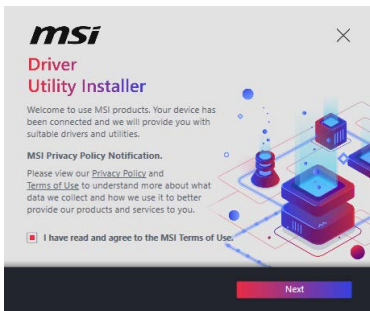 msi
Driver
Utility Installer
Welcome to use MSI products. Your device has
been connected and we will provide you with
suitable drivers and utilities.
MSI Privacy Policy Notification.
Please view our Privacy Policy and
Terms of Use to understand more about what
data we collect and how we use it to better
provide our products and services to you.
I have read and agree to the MSI Terms of Use.
Next